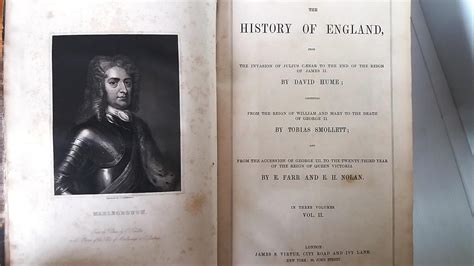 MARLBOROUGH.
THE
HISTORY OF ENGLAND,
FROM
THE INVASION OF JULIUS CÆSAR TO THE END OF THE REIGN
OF JAMES II.
BY DAVID HUME;
FROM THE REIGN OF WILLIAM AND MARY TO THE DEATH
OF GEORGE II.
BY TOBIAS SMOLLETT;
AND
FROM THE ACCESSION OF GEORGE III. TO THE TWENTY-THIRD YEAR
OF THE REIGN OF QUEEN VICTORIA
BY E. FARR AND E. H. NOLAN.
IN THREE VOLUMES
VOL. II.
LONDON
JAMES S. VIRTUE, CITY ROAD AND IVY LANE,
NEW YORK: 26, JOHN STREET.